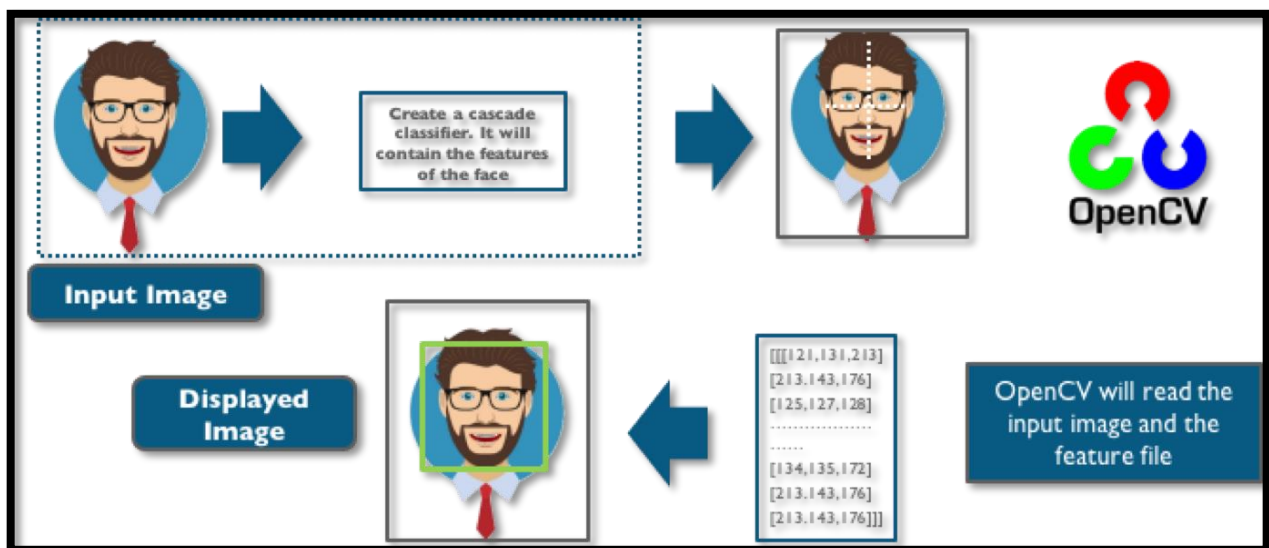 Create a cascade
classifier. It will
contain the features
of the face
OpenCV
Input Image
Displayed
Image
[[[121,131,213]
[213.143,176]
[125,127,128]
..................
......
[134,135,172]
[213.143,176]
[213.143,176]]]
OpenCV will read the
input image and the
feature file